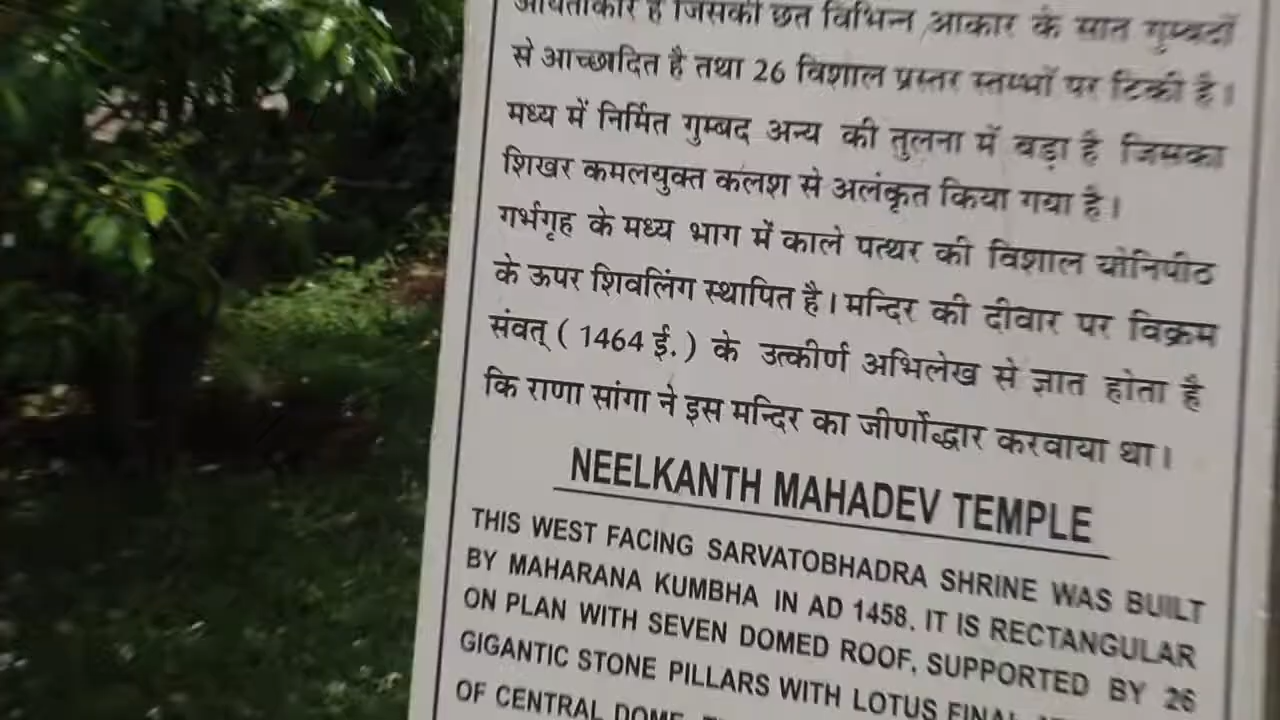 आयताकार है जिसकी छत विभिन्न आकार के सात गुम्बदों
से आच्छादित है तथा 26 विशाल प्रस्तर स्तम्भों पर टिकी है।
मध्य में निर्मित गुम्बद अन्य की तुलना में बड़ा है जिसका
शिखर कमलयुक्त कलश से अलंकृत किया गया है।
गर्भगृह के मध्य भाग में काले पत्थर की विशाल योनिपीठ
के ऊपर शिवलिंग स्थापित है। मन्दिर की दीवार पर विक्रम
संवत् ( 1464 ई. ) के उत्कीर्ण अभिलेख से ज्ञात होता है
कि राणा सांगा ने इस मन्दिर का जीर्णोद्धार करवाया था।
NEELKANTH MAHADEV TEMPLE
THIS WEST FACING SARVATOBHADRA SHRINE WAS BUILT
BY MAHARANA KUMBHA IN AD 1458. IT IS RECTANGULAR
ON PLAN WITH SEVEN DOMED ROOF, SUPPORTED BY 26
GIGANTIC STONE PILLARS WITH LOTUS
OF CENTRAL DOME.